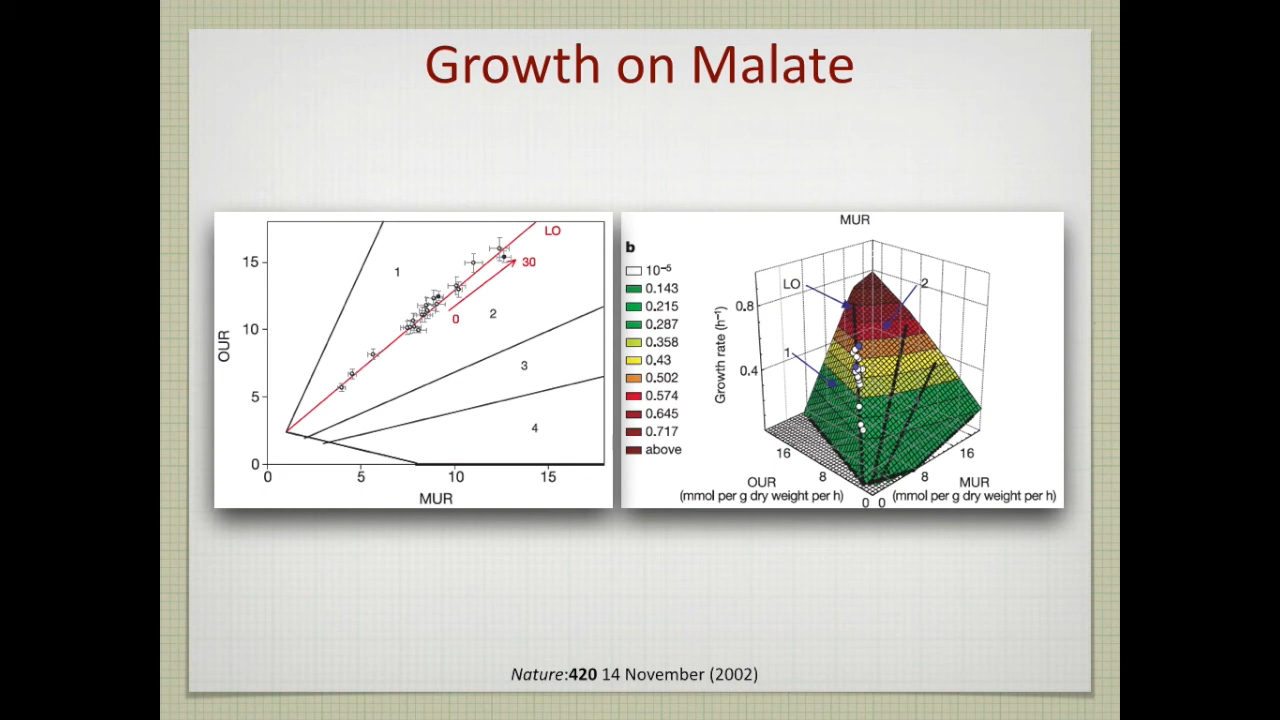 Growth on Malate
OUR
15
10
5
0
0
5
10
15
MUR
1
2
3
4
LO
30
0
b
10⁻⁵
0.143
0.215
0.287
0.358
0.43
0.502
0.574
0.645
0.717
above
MUR
LO
2
1
Growth rate (h⁻¹)
0.8
0.4
16
8
0
0
8
16
OUR
(mmol per g dry weight per h)
MUR
(mmol per g dry weight per h)
Nature:420 14 November (2002)